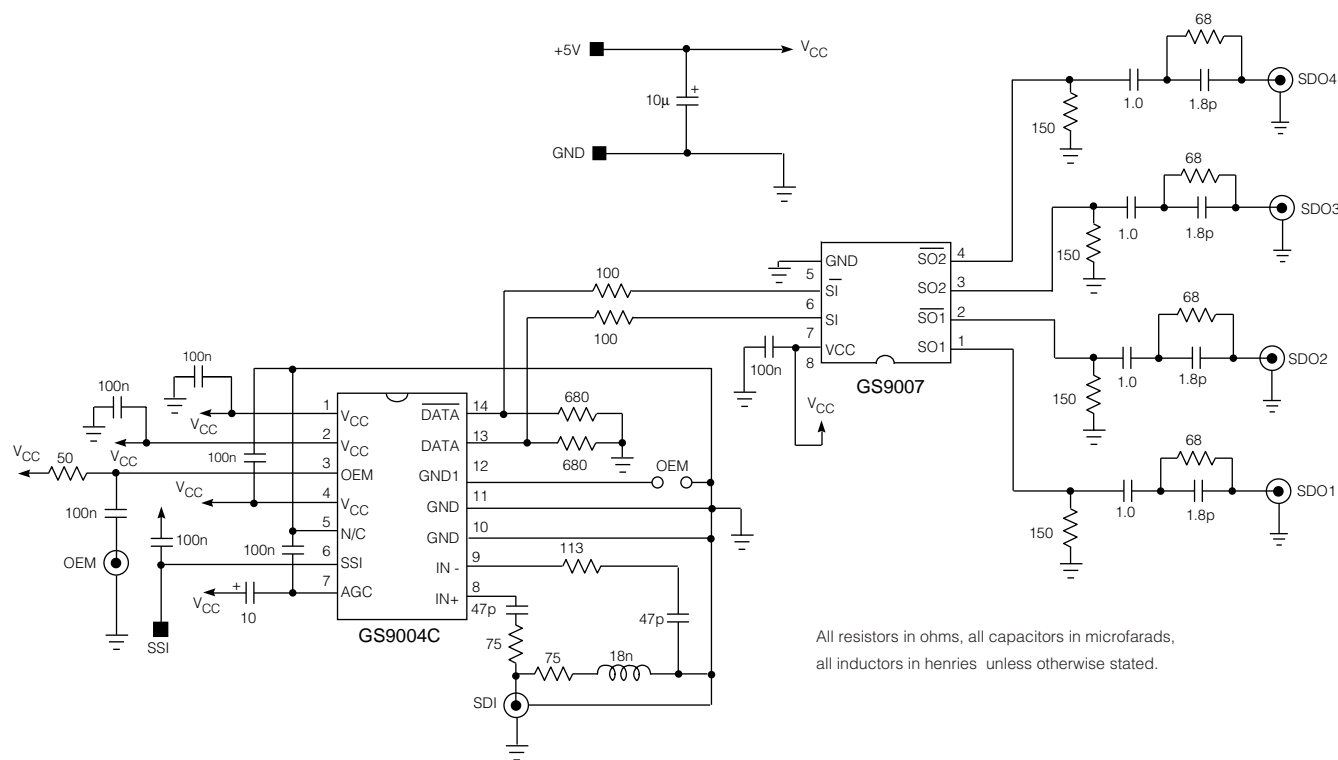 68
+5V
VCC
SDO4
10µ
+
1.0
1.8p
150
GND
68
SDO3
1.0
1.8p
150
GND
SO2
4
5
100
SI
SO2
3
6
SI
SO1
2
100
7
VCC
SO1
1
100n
8
GS9007
VCC
68
SDO2
1.0
1.8p
150
100n
100n
VCC
1
VCC
DATA
14
680
VCC
2
VCC
DATA
13
680
VCC
50
3
OEM
GND1
12
OEM
100n
VCC
4
VCC
GND
11
100n
5
N/C
GND
10
100n
100n
6
SSI
IN -
9
113
OEM
7
AGC
IN+
8
VCC
+
10
47p
47p
GS9004C
SSI
75
75
18n
SDI
68
SDO1
1.0
1.8p
150
All resistors in ohms, all capacitors in microfarads,
all inductors in henries unless otherwise stated.